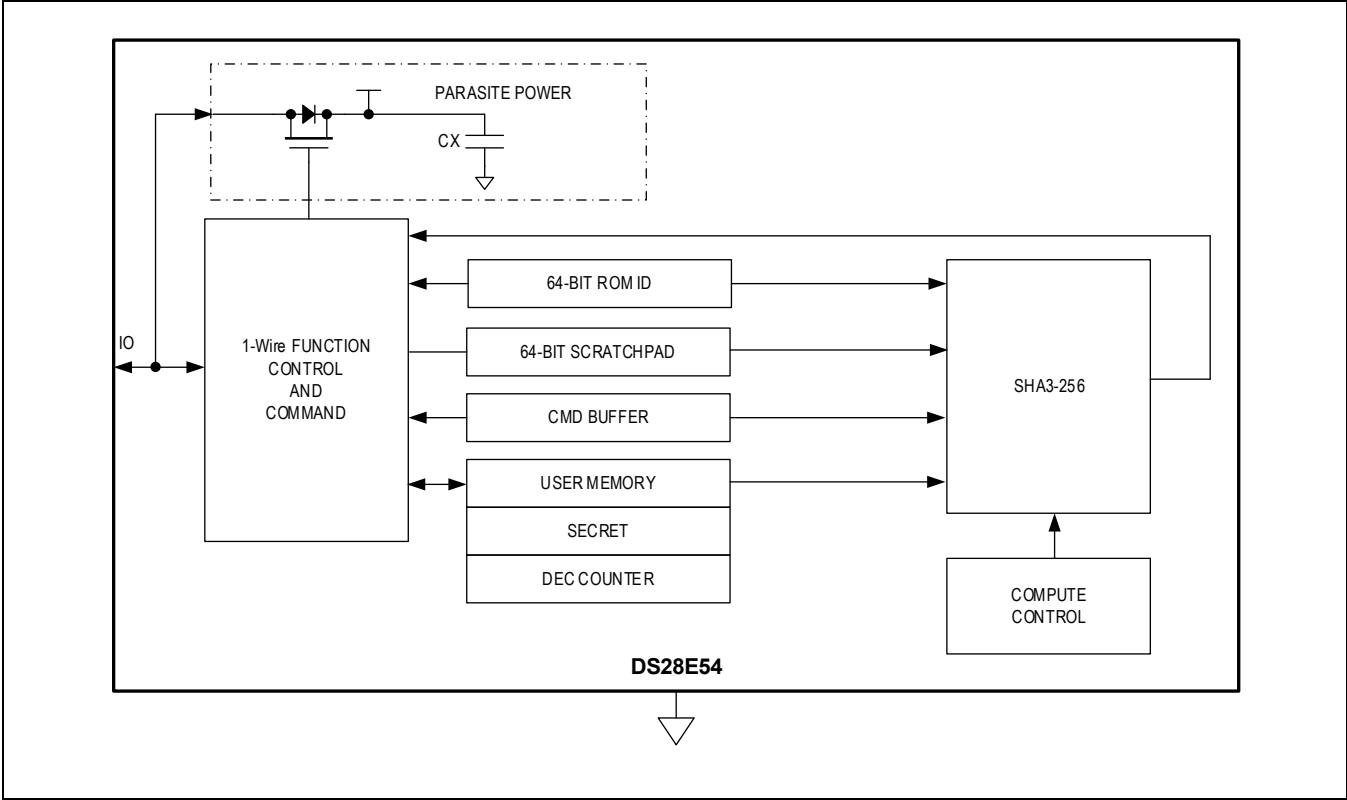 PARASITE POWER
CX
IO
1-Wire FUNCTION
CONTROL
AND
COMMAND
64-BIT ROM ID
64-BIT SCRATCHPAD
CMD BUFFER
USER MEMORY
SECRET
DEC COUNTER
SHA3-256
COMPUTE
CONTROL
DS28E54